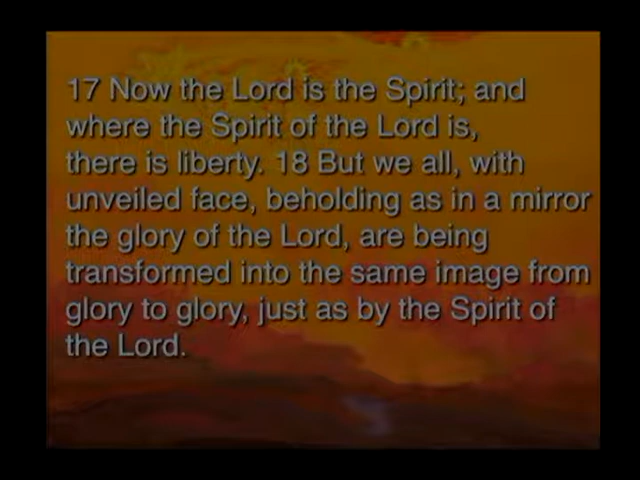 17 Now the Lord is the Spirit; and
where the Spirit of the Lord is,
there is liberty. 18 But we all, with
unveiled face, beholding as in a mirror
the glory of the Lord, are being
transformed into the same image from
glory to glory, just as by the Spirit of
the Lord.